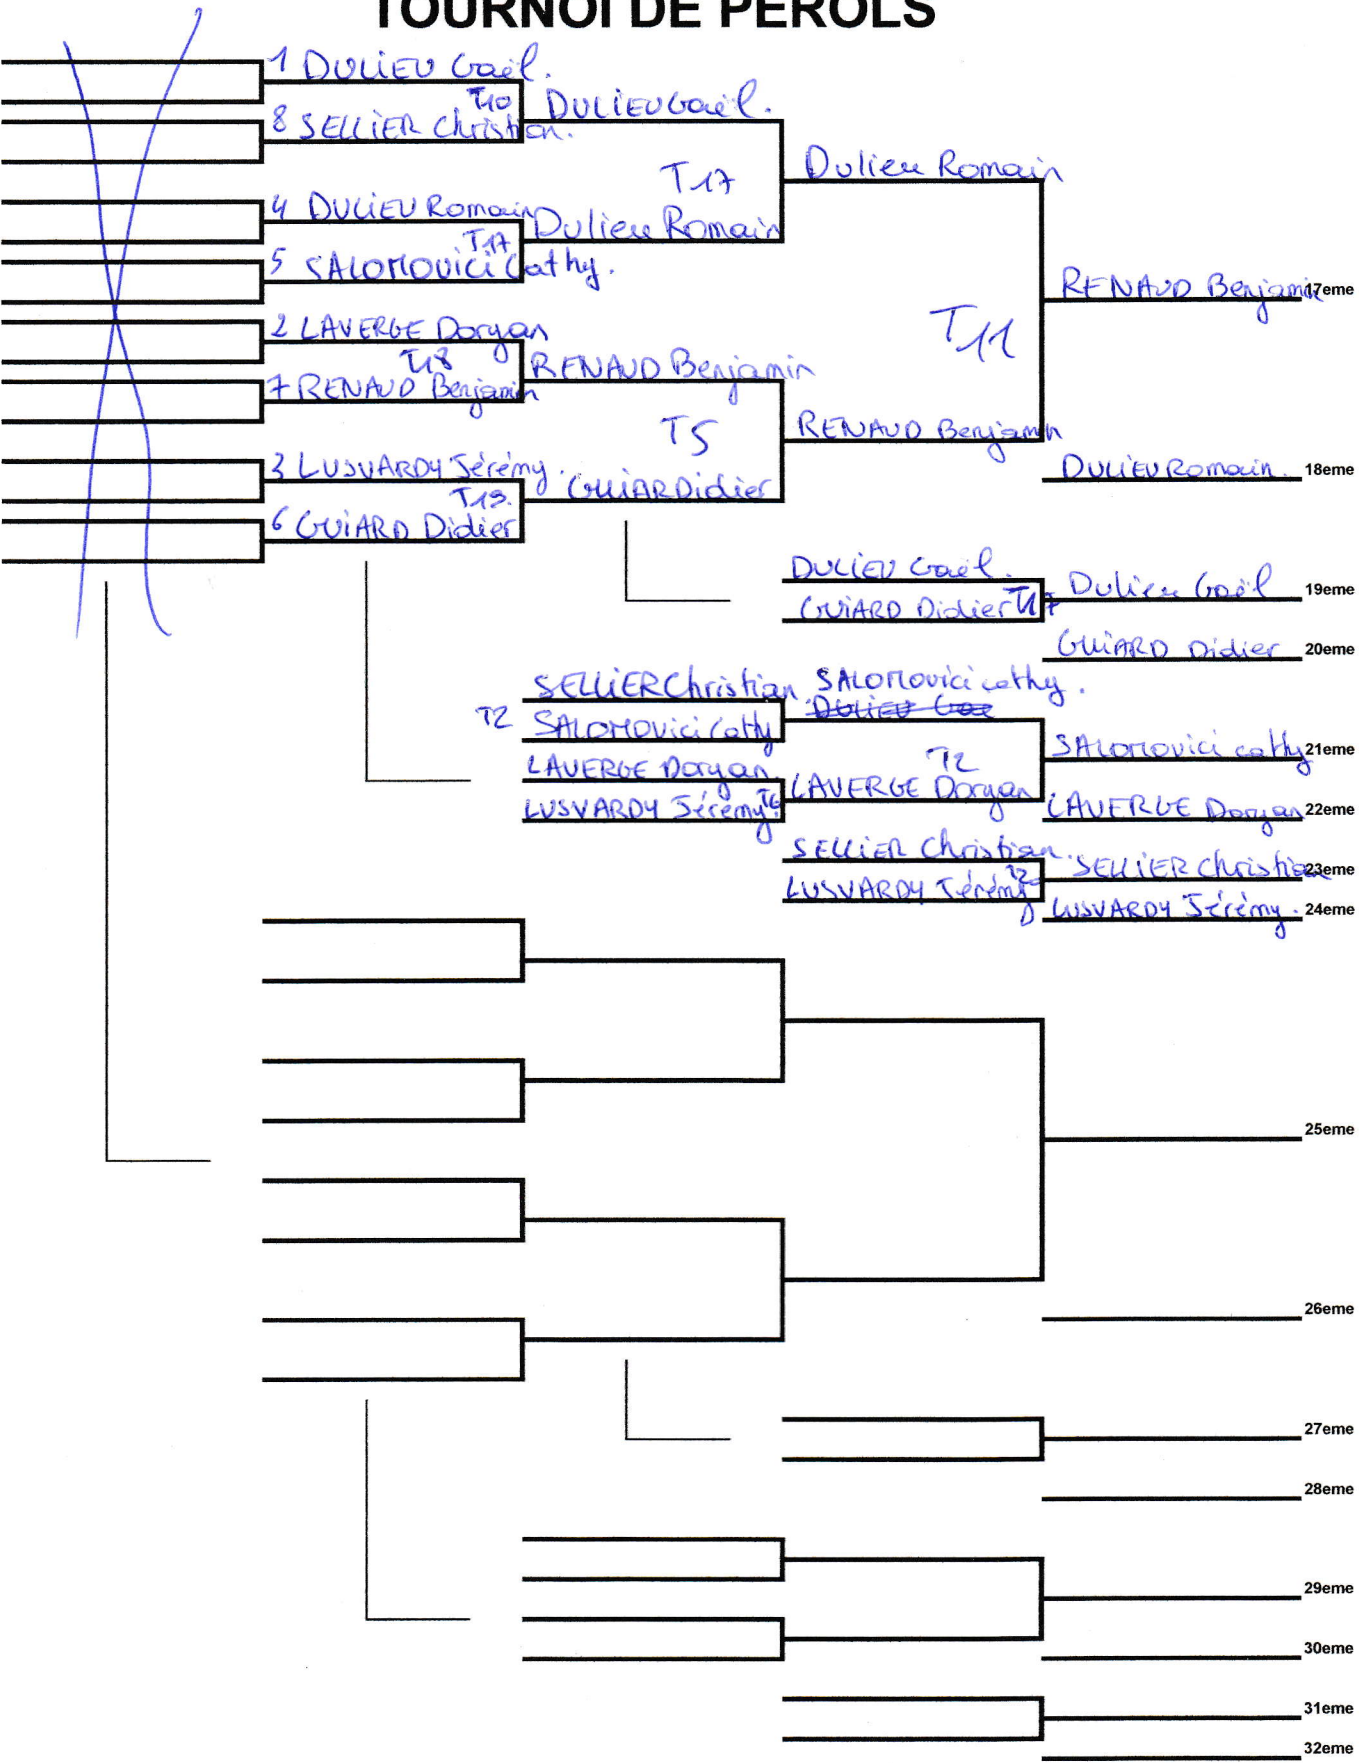 TOURNOI DE PEROLS
1 DULIEU Gaël.
T10
8 SELLIER Christian.
DULIEU Gaël.
T17
Dulieu Romain
4 DULIEU Romain
T17
5 SALOMOVICI Cathy.
Dulieu Romain
2 LAVERGE Doryan
T18
7 RENAUD Benjamin
RENAUD Benjamin
T5
RENAUD Benjamin
T11
RENAUD Benjamin 17eme
3 LUSVARDY Jérémy.
T19.
6 GUIARD Didier
GUIAR Didier
DULIEU Romain. 18eme
DULIEU Gaël.
GUIARD Didier T17
Dulieu Gaël 19eme
GUIARD Didier 20eme
SELLIER Christian
T2 SALOMOVICI Cathy
SALOMOVICI cathy.
LAVERGE Doryan
LUSVARDY Jérémy T6
T2
LAVERGE Doryan
SALOMOVICI cathy 21eme
LAVERGE Doryan 22eme
SELLIER Christian.
LUSVARDY Jérémy T2
SELLIER Christian 23eme
LUSVARDY Jérémy. 24eme
25eme
26eme
27eme
28eme
29eme
30eme
31eme
32eme